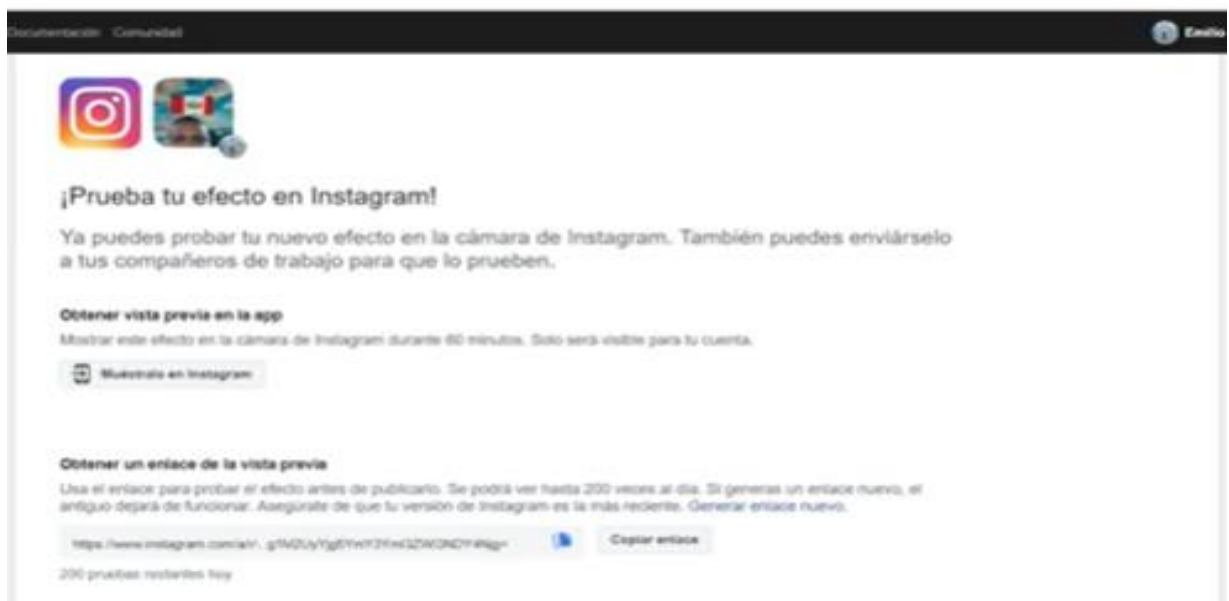 Documentación Comunidad
Emilio
¡Prueba tu efecto en Instagram!
Ya puedes probar tu nuevo efecto en la cámara de Instagram. También puedes enviárselo
a tus compañeros de trabajo para que lo prueben.
Obtener vista previa en la app
Mostrar este efecto en la cámara de Instagram durante 60 minutos. Solo será visible para tu cuenta.
Muéstralo en Instagram
Obtener un enlace de la vista previa
Usa el enlace para probar el efecto antes de publicarlo. Se podrá ver hasta 200 veces al día. Si generas un enlace nuevo, el
antiguo dejará de funcionar. Asegúrate de que tu versión de Instagram es la más reciente. Generar enlace nuevo.
Copiar enlace
200 pruebas restantes hoy